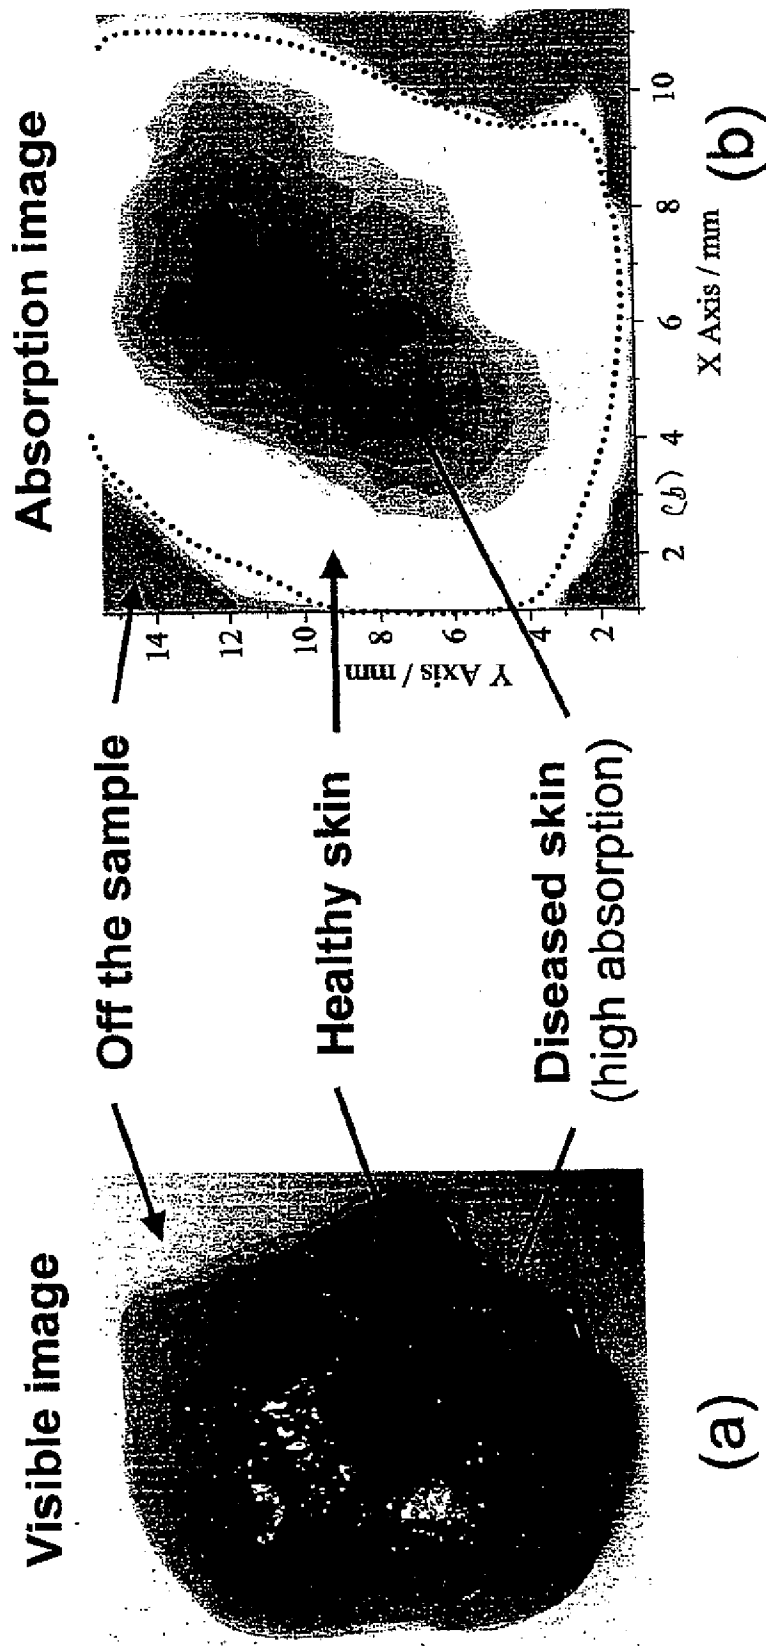 Visible image
Absorption image
Off the sample
Healthy skin
Diseased skin
(high absorption)
Y Axis / mm
14
12
10
8
6
4
2
2
(b)
4
6
8
10
X Axis / mm
(a)
(b)